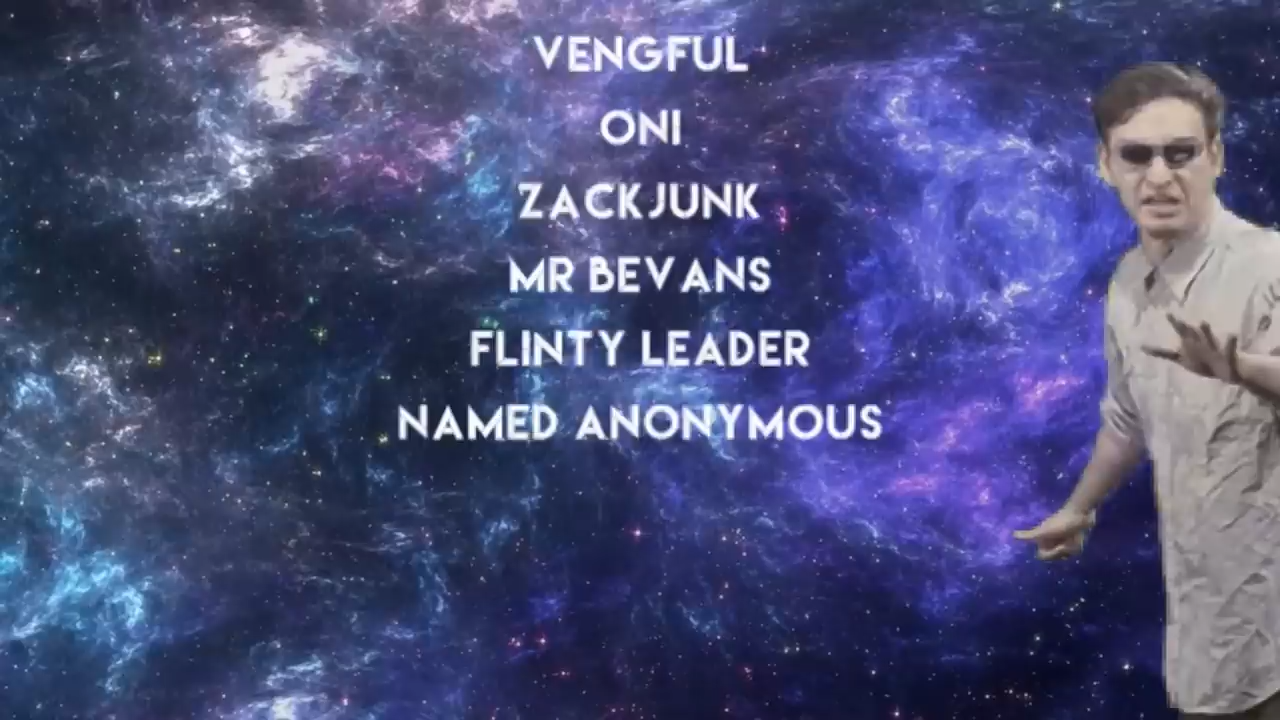 VENGFUL
ONI
ZACKJUNK
MR BEVANS
FLINTY LEADER
NAMED ANONYMOUS